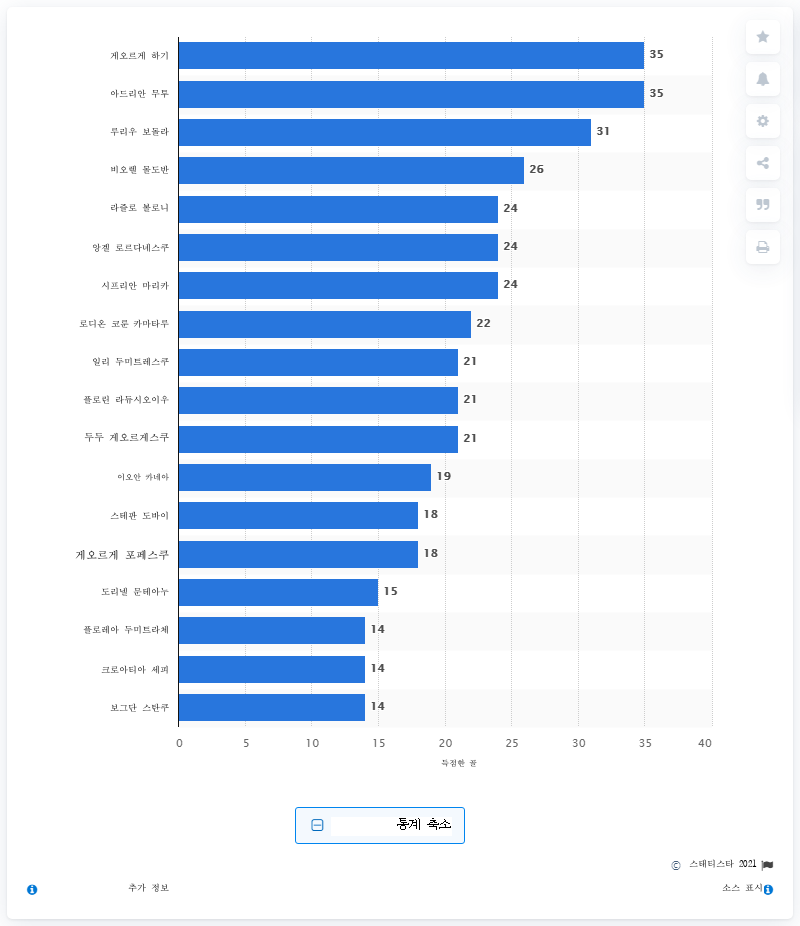 게오르게 하기 35
아드리안 무투 35
루리우 보돌라 31
비오렐 몰도반 26
라즐로 볼로니 24
앙겔 로르다네스쿠 24
시프리안 마리카 24
로디온 코룬 카마타루 22
일리 두미트레스쿠 21
플로린 라듀시오이우 21
두두 게오르게스쿠 21
이오안 카네아 19
스테판 도바이 18
게오르게 포페스쿠 18
도리넬 문테아누 15
플로레아 두미트라체 14
크로아티아 세피 14
보그단 스탄쿠 14
0 5 10 15 20 25 30 35 40
득점한 골
통계 축소
© 스태티스타 2021
추가 정보 소스 표시